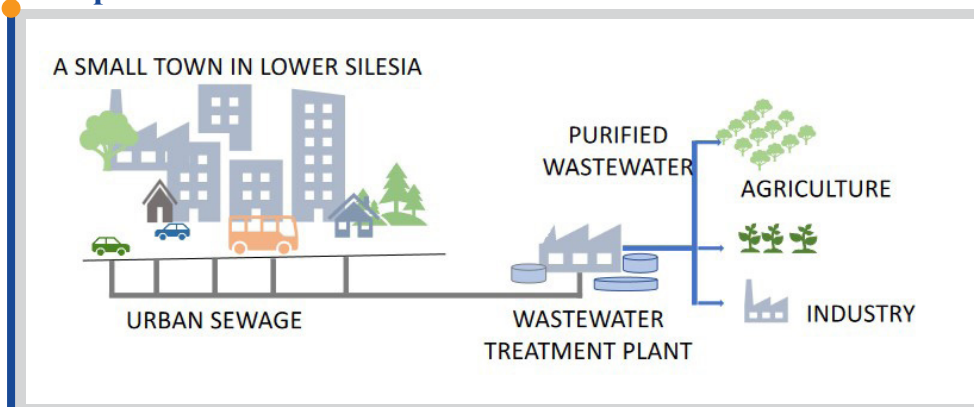 A SMALL TOWN IN LOWER SILESIA
PURIFIED
WASTEWATER
AGRICULTURE
INDUSTRY
URBAN SEWAGE
WASTEWATER
TREATMENT PLANT